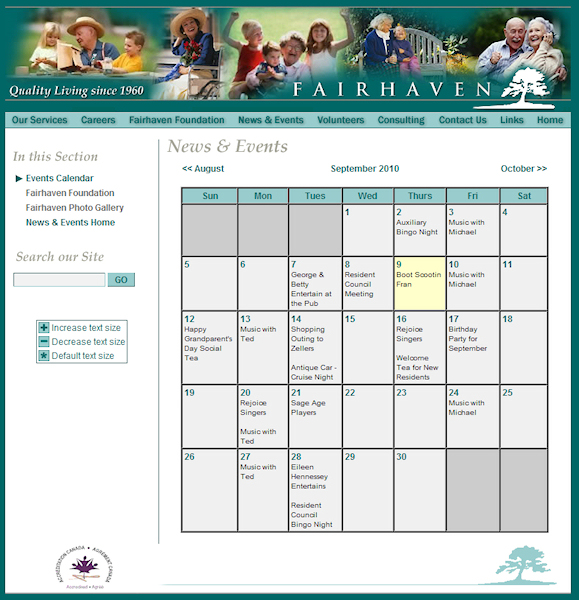 Quality Living since 1960
FAIRHAVEN
Our Services Careers Fairhaven Foundation News & Events Volunteers Consulting Contact Us Links Home
In this Section
Events Calendar
Fairhaven Foundation
Fairhaven Photo Gallery
News & Events Home
Search our Site
GO
Increase text size
Decrease text size
Default text size
News & Events
<< August September 2010 October >>
Sun Mon Tues Wed Thurs Fri Sat
1
2
Auxiliary
Bingo Night
3
Music with
Michael
4
5
6
7
George &
Betty
Entertain at
the Pub
8
Resident
Council
Meeting
9
Boot Scootin
Fran
10
Music with
Michael
11
12
Happy
Grandparent's
Day Social
Tea
13
Music with
Ted
14
Shopping
Outing to
Zellers
Antique Car -
Cruise Night
15
16
Rejoice
Singers
Welcome
Tea for New
Residents
17
Birthday
Party for
September
18
19
20
Rejoice
Singers
Music with
Ted
21
Sage Age
Players
22
23
24
Music with
Michael
25
26
27
Music with
Ted
28
Eileen
Hennessey
Entertains
Resident
Council
Bingo Night
29
30
ACCREDITATION CANADA • AGRÉMENT CANADA
Accredited • Agréé